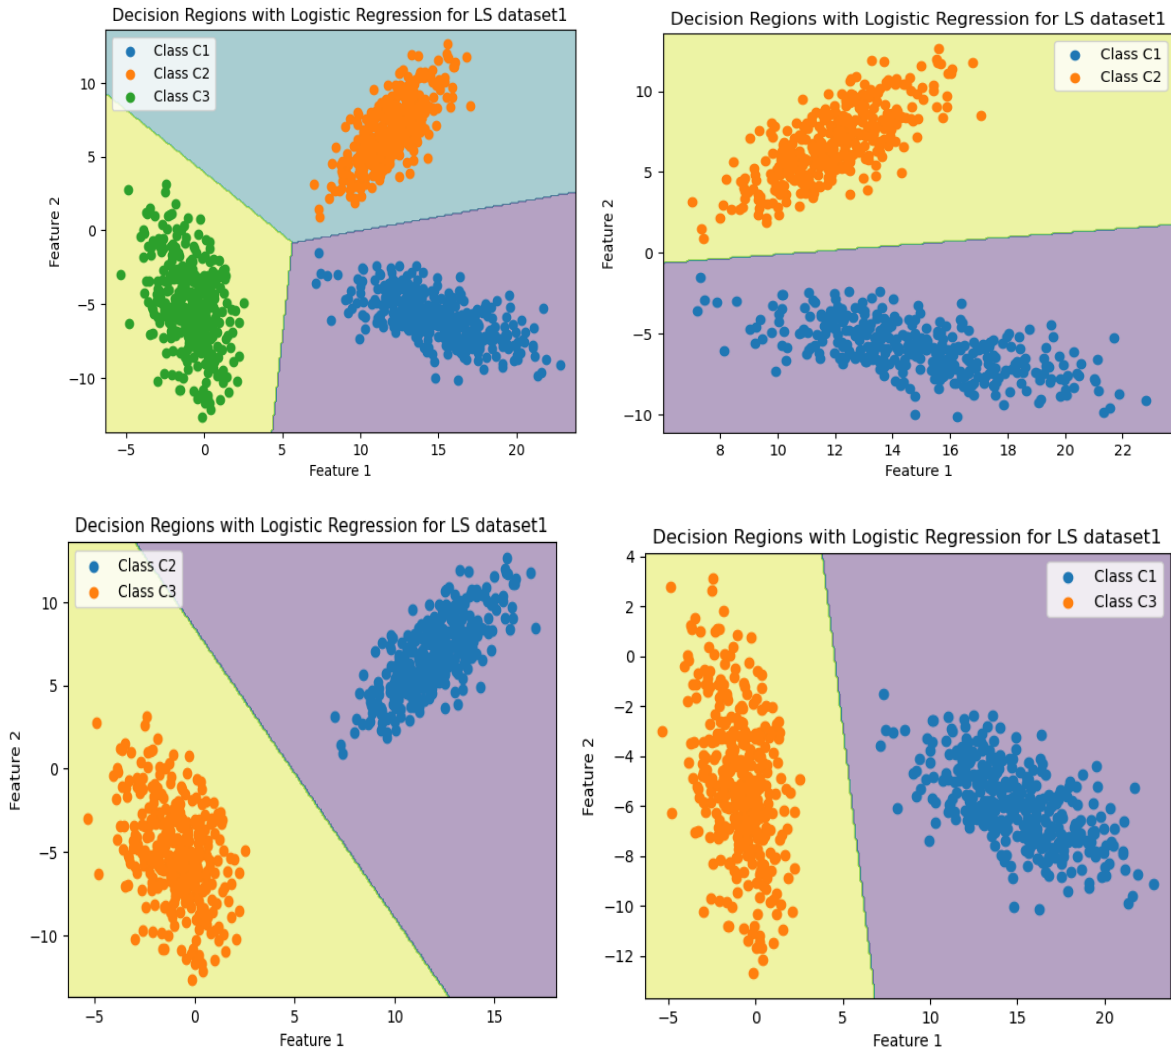 Decision Regions with Logistic Regression for LS dataset1
Class C1
Class C2
Class C3
10
5
0
−5
−10
Feature 2
−5
0
5
10
15
20
Feature 1
Decision Regions with Logistic Regression for LS dataset1
Class C1
Class C2
10
5
0
−5
−10
Feature 2
8
10
12
14
16
18
20
22
Feature 1
Decision Regions with Logistic Regression for LS dataset1
Class C2
Class C3
10
5
0
−5
−10
Feature 2
−5
0
5
10
15
Feature 1
Decision Regions with Logistic Regression for LS dataset1
Class C1
Class C3
4
2
0
−2
−4
−6
−8
−10
−12
Feature 2
−5
0
5
10
15
20
Feature 1